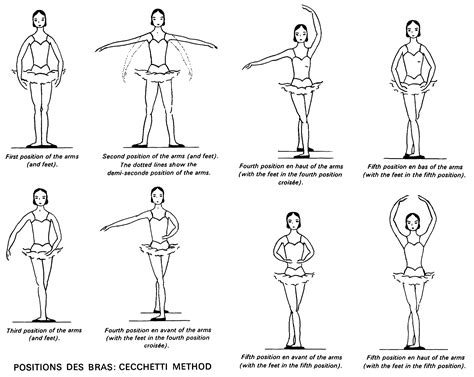 First position of the arms
(and feet).
Second position of the arms (and feet).
The dotted lines show the
demi-seconde position of the arms.
Fourth position en haut of the arms
(with the feet in the fourth position
croisée).
Fifth position en bas of the arms
(with the feet in the fifth position).
Third position of the arms
(and feet).
Fourth position en avant of the arms
(with the feet in the fourth position
croisée).
Fifth position en avant of the arms
(with the feet in the fifth position).
Fifth position en haut of the arms
(with the feet in the fifth position).
POSITIONS DES BRAS: CECCHETTI METHOD